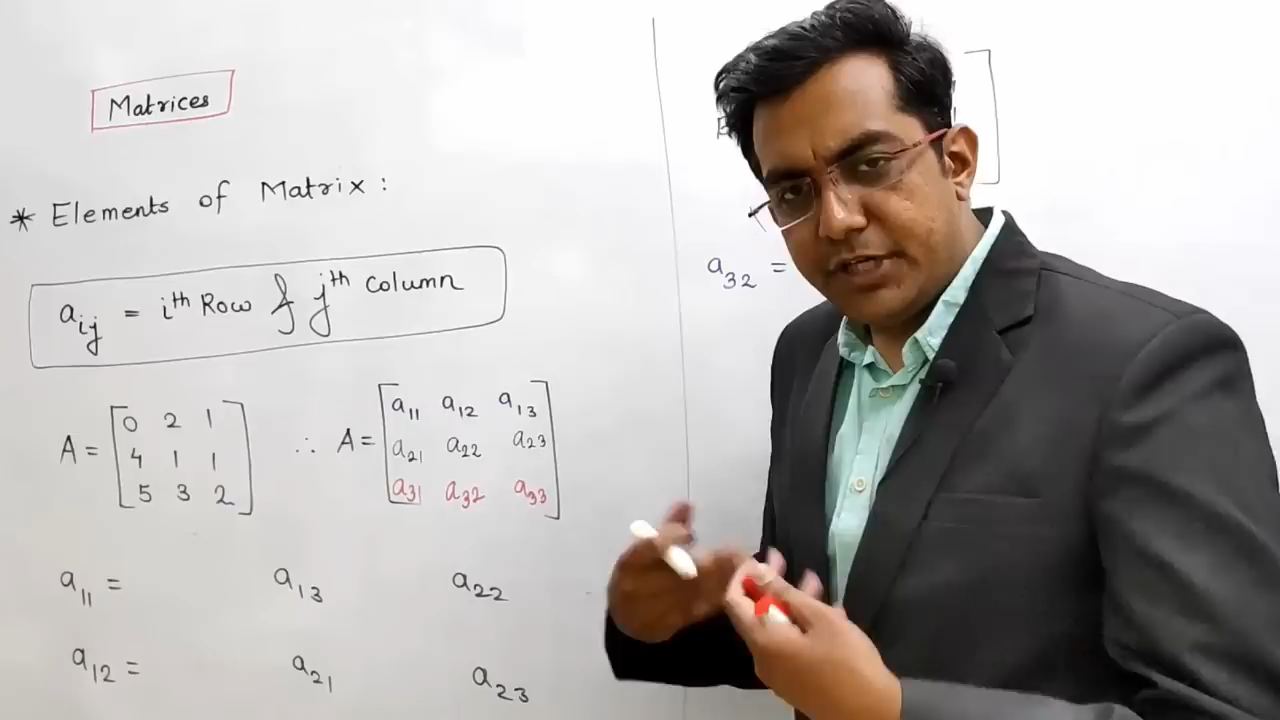 Matrices
* Elements of Matrix :
aij = ith Row & jth column
A = [0 2 1
4 1 1
5 3 2]
∴ A = [a11 a12 a13
a21 a22 a23
a31 a32 a33]
a11 = a13 a22
a12 = a21 a23
a32 =